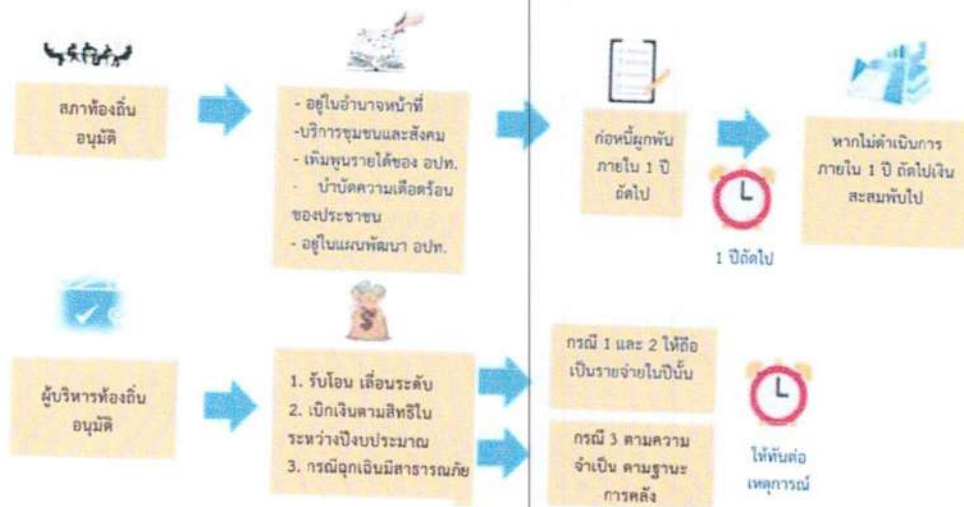 สภาท้องถิ่น
อนุมัติ
- อยู่ในอำนาจหน้าที่
-บริการชุมชนและสังคม
- เพิ่มพูนรายได้ของ อปท.
- บำบัดความเดือดร้อน
ของประชาชน
- อยู่ในแผนพัฒนา อปท.
ก่อหนี้ผูกพัน
ภายใน 1 ปี
ถัดไป
1 ปีถัดไป
หากไม่ดำเนินการ
ภายใน 1 ปี ถัดไปเงิน
สะสมพับไป
ผู้บริหารท้องถิ่น
อนุมัติ
$
1. รับโอน เลื่อนระดับ
2. เบิกเงินตามสิทธิใน
ระหว่างปีงบประมาณ
3. กรณีฉุกเฉินมีสาธารณภัย
กรณี 1 และ 2 ให้ถือ
เป็นรายจ่ายในปีนั้น
กรณี 3 ตามความ
จำเป็น ตามฐานะ
การคลัง
ให้ทันต่อ
เหตุการณ์